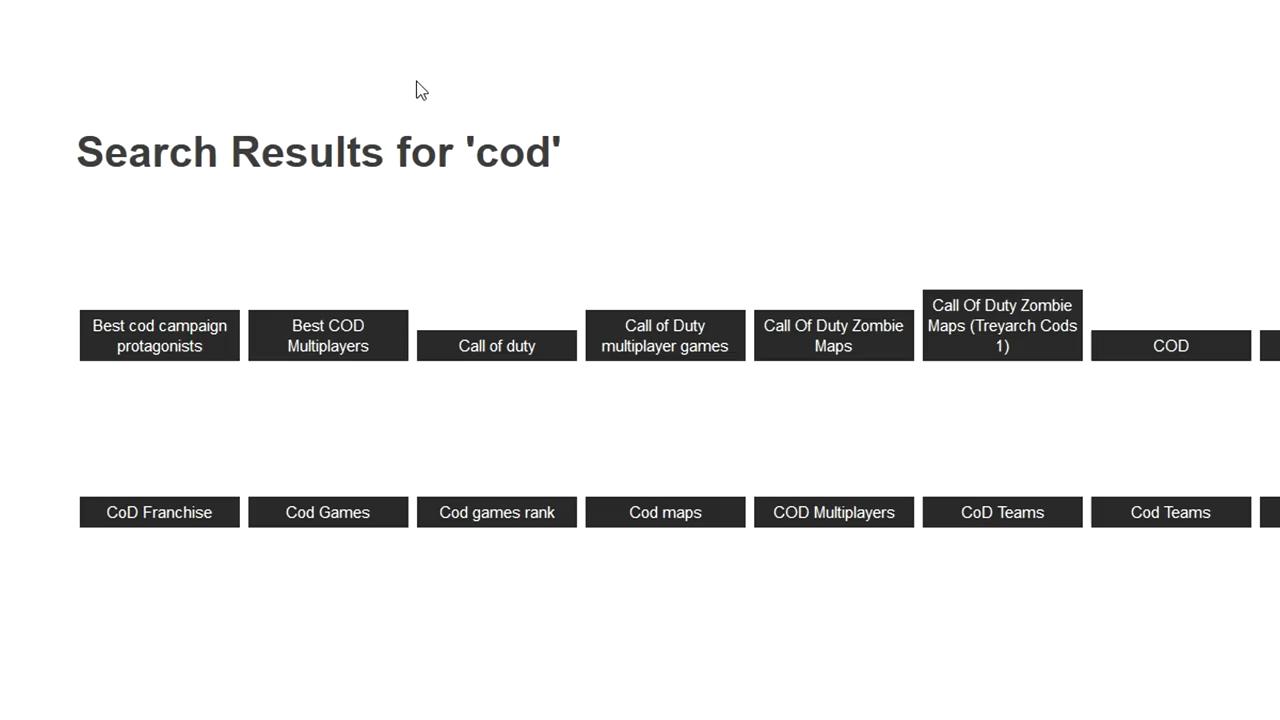 Search Results for 'cod'
Best cod campaign
protagonists
Best COD
Multiplayers
Call of duty
Call of Duty
multiplayer games
Call Of Duty Zombie
Maps
Call Of Duty Zombie
Maps (Treyarch Cods
1)
COD
CoD Franchise
Cod Games
Cod games rank
Cod maps
COD Multiplayers
CoD Teams
Cod Teams